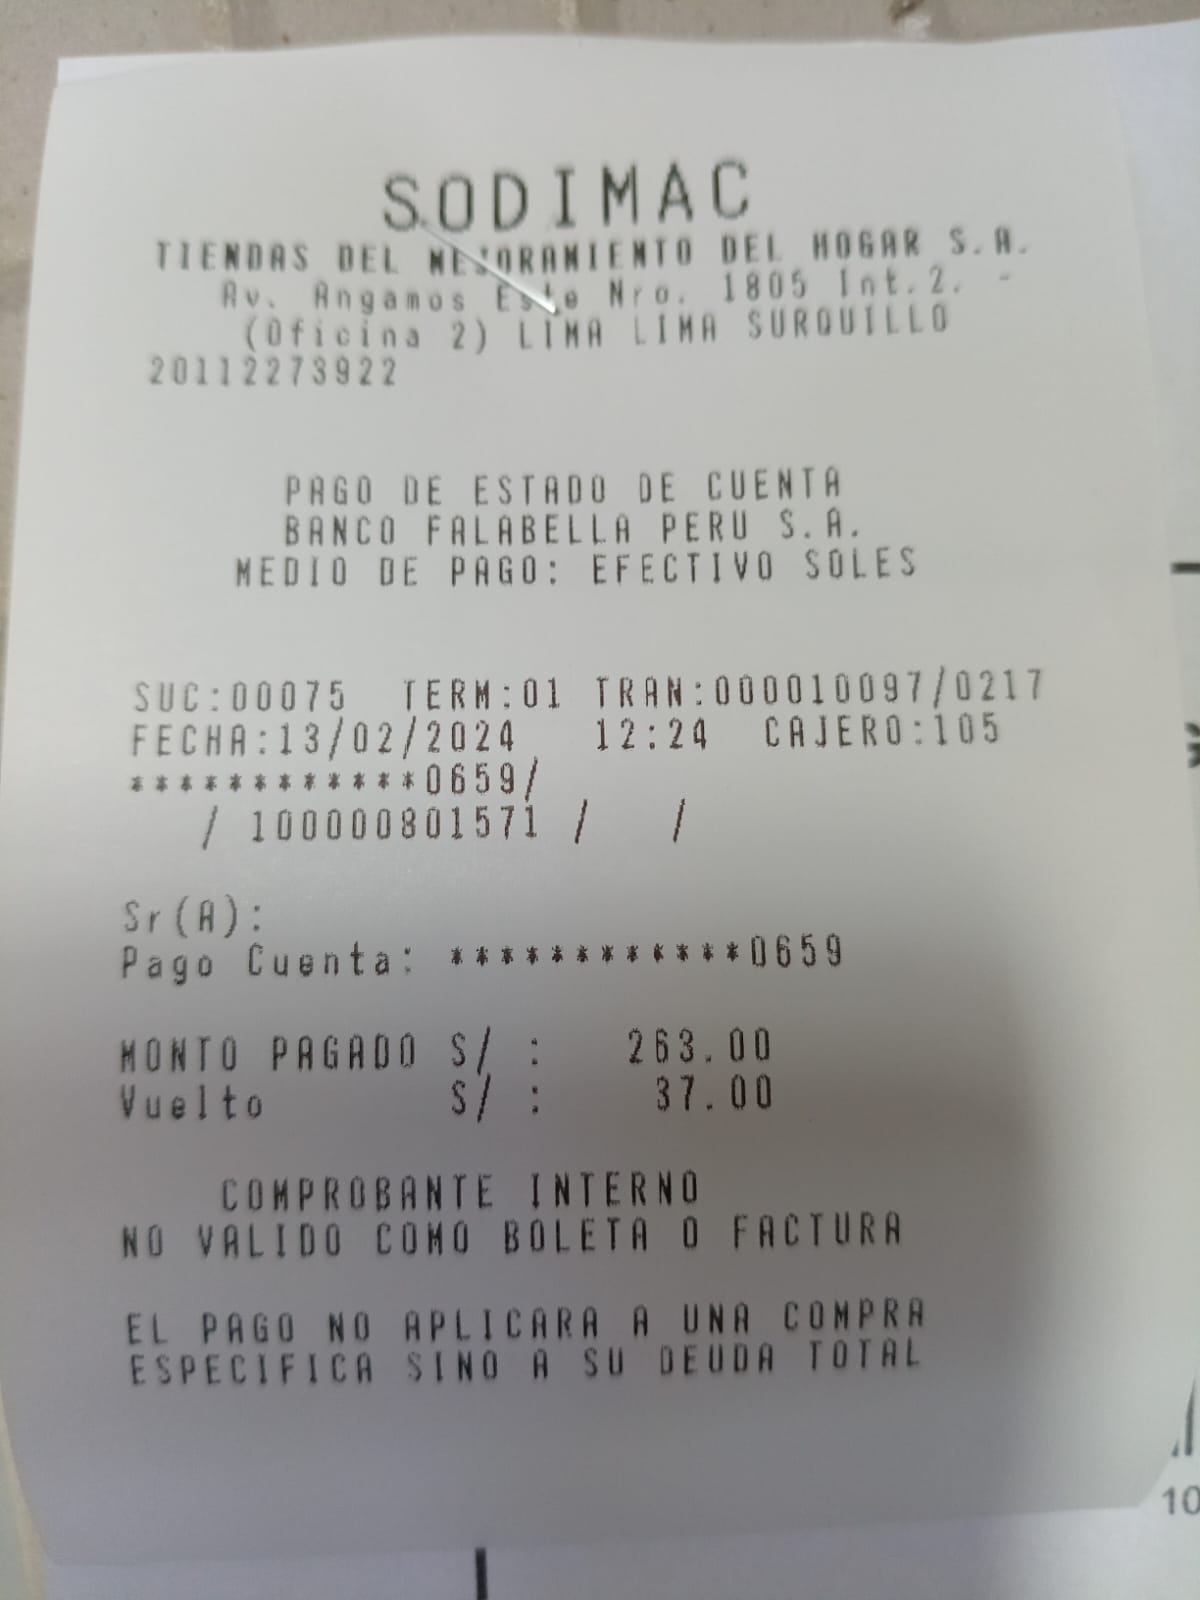 SODIMAC
TIENDAS DEL MEJORAMIENTO DEL HOGAR S.A.
Av. Angamos Este Nro. 1805 Int.2. -
(Oficina 2) LIMA LIMA SURQUILLO
20112273922
PAGO DE ESTADO DE CUENTA
BANCO FALABELLA PERU S.A.
MEDIO DE PAGO: EFECTIVO SOLES
SUC:00075 TERM:01 TRAN:000010097/0217
FECHA:13/02/2024 12:24 CAJERO:105
************0659/
/ 100000801571 / /
Sr(A):
Pago Cuenta: ************0659
MONTO PAGADO S/ : 263.00
Vuelto S/ : 37.00
COMPROBANTE INTERNO
NO VALIDO COMO BOLETA O FACTURA
EL PAGO NO APLICARA A UNA COMPRA
ESPECIFICA SINO A SU DEUDA TOTAL
10